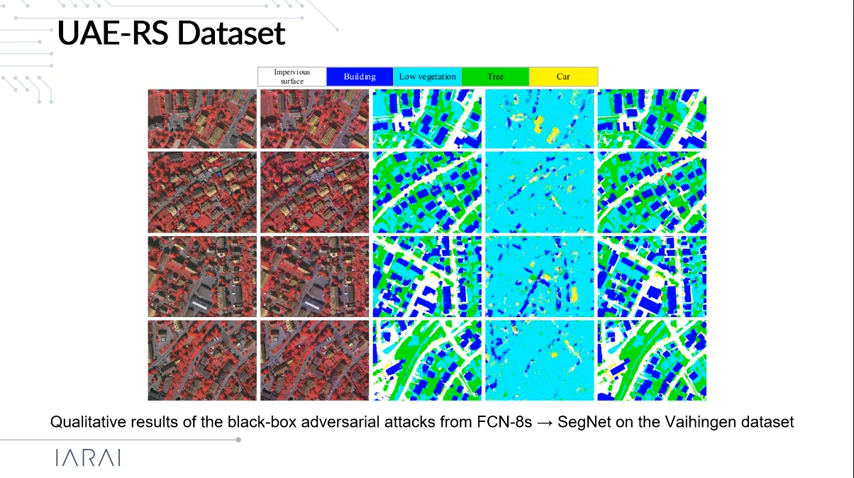 UAE-RS Dataset
Impervious
surface
Building
Low vegetation
Tree
Car
Qualitative results of the black-box adversarial attacks from FCN-8s → SegNet on the Vaihingen dataset
IARAI